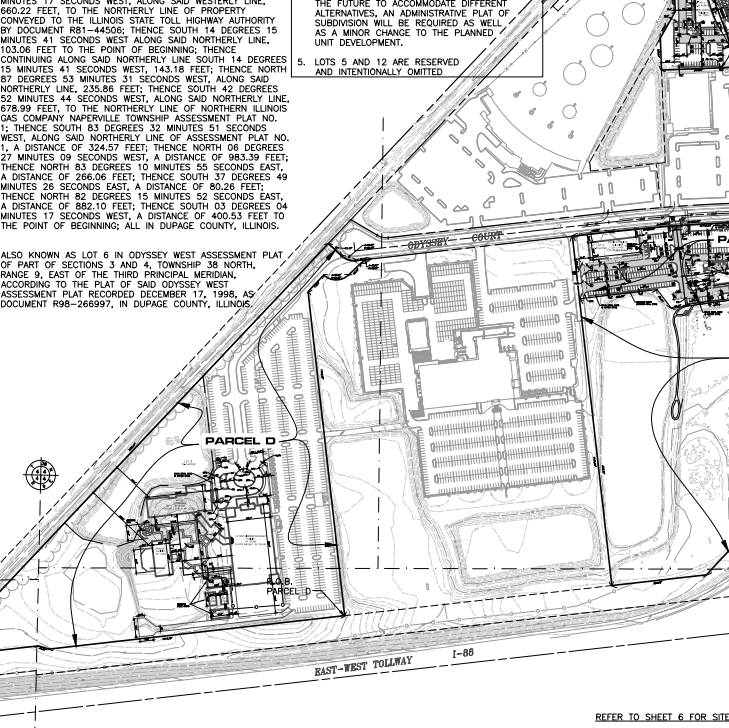 MINUTES 17 SECONDS WEST, ALONG SAID WESTERLY LINE,
660.22 FEET, TO THE NORTHERLY LINE OF PROPERTY
CONVEYED TO THE ILLINOIS STATE TOLL HIGHWAY AUTHORITY
BY DOCUMENT R81-44506; THENCE SOUTH 14 DEGREES 15
MINUTES 41 SECONDS WEST ALONG SAID NORTHERLY LINE,
103.06 FEET TO THE POINT OF BEGINNING; THENCE
CONTINUING ALONG SAID NORTHERLY LINE SOUTH 14 DEGREES
15 MINUTES 41 SECONDS WEST, 143.18 FEET; THENCE NORTH
87 DEGREES 53 MINUTES 31 SECONDS WEST, ALONG SAID
NORTHERLY LINE, 235.86 FEET; THENCE SOUTH 42 DEGREES
52 MINUTES 44 SECONDS WEST, ALONG SAID NORTHERLY LINE,
678.99 FEET, TO THE NORTHERLY LINE OF NORTHERN ILLINOIS
GAS COMPANY NAPERVILLE TOWNSHIP ASSESSMENT PLAT NO.
1; THENCE SOUTH 83 DEGREES 32 MINUTES 51 SECONDS
WEST, ALONG SAID NORTHERLY LINE OF ASSESSMENT PLAT NO.
1, A DISTANCE OF 324.57 FEET; THENCE NORTH 06 DEGREES
27 MINUTES 09 SECONDS WEST, A DISTANCE OF 983.39 FEET;
THENCE NORTH 83 DEGREES 10 MINUTES 55 SECONDS EAST,
A DISTANCE OF 266.06 FEET; THENCE SOUTH 37 DEGREES 49
MINUTES 26 SECONDS EAST, A DISTANCE OF 80.26 FEET;
THENCE NORTH 82 DEGREES 15 MINUTES 52 SECONDS EAST,
A DISTANCE OF 882.10 FEET; THENCE SOUTH 03 DEGREES 04
MINUTES 17 SECONDS WEST, A DISTANCE OF 400.53 FEET TO
THE POINT OF BEGINNING; ALL IN DUPAGE COUNTY, ILLINOIS.
ALSO KNOWN AS LOT 6 IN ODYSSEY WEST ASSESSMENT PLAT
OF PART OF SECTIONS 3 AND 4, TOWNSHIP 38 NORTH,
RANGE 9, EAST OF THE THIRD PRINCIPAL MERIDIAN,
ACCORDING TO THE PLAT OF SAID ODYSSEY WEST
ASSESSMENT PLAT RECORDED DECEMBER 17, 1998, AS
DOCUMENT R98-266997, IN DUPAGE COUNTY, ILLINOIS.
THE FUTURE TO ACCOMMODATE DIFFERENT
ALTERNATIVES, AN ADMINISTRATIVE PLAT OF
SUBDIVISION WILL BE REQUIRED AS WELL
AS A MINOR CHANGE TO THE PLANNED
UNIT DEVELOPMENT.
5. LOTS 5 AND 12 ARE RESERVED
AND INTENTIONALLY OMITTED
ODYSSEY COURT
PARCEL D
P.O.B.
PARCEL D
EAST-WEST TOLLWAY I-88
REFER TO SHEET 6 FOR SITE